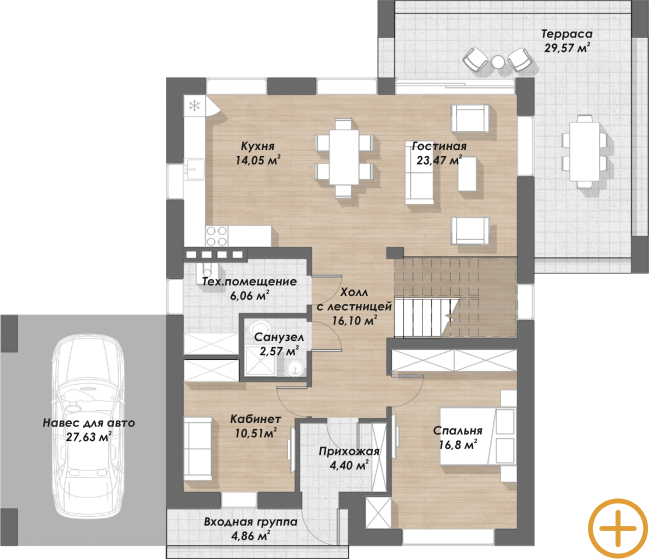 Терраса
29,57 м²
Кухня
14,05 м²
Гостиная
23,47 м²
Тех.помещение
6,06 м²
Холл
с лестницей
16,10 м²
Санузел
2,57 м²
Навес для авто
27,63 м²
Кабинет
10,51м²
Прихожая
4,40 м²
Спальня
16,8 м²
Входная группа
4,86 м²